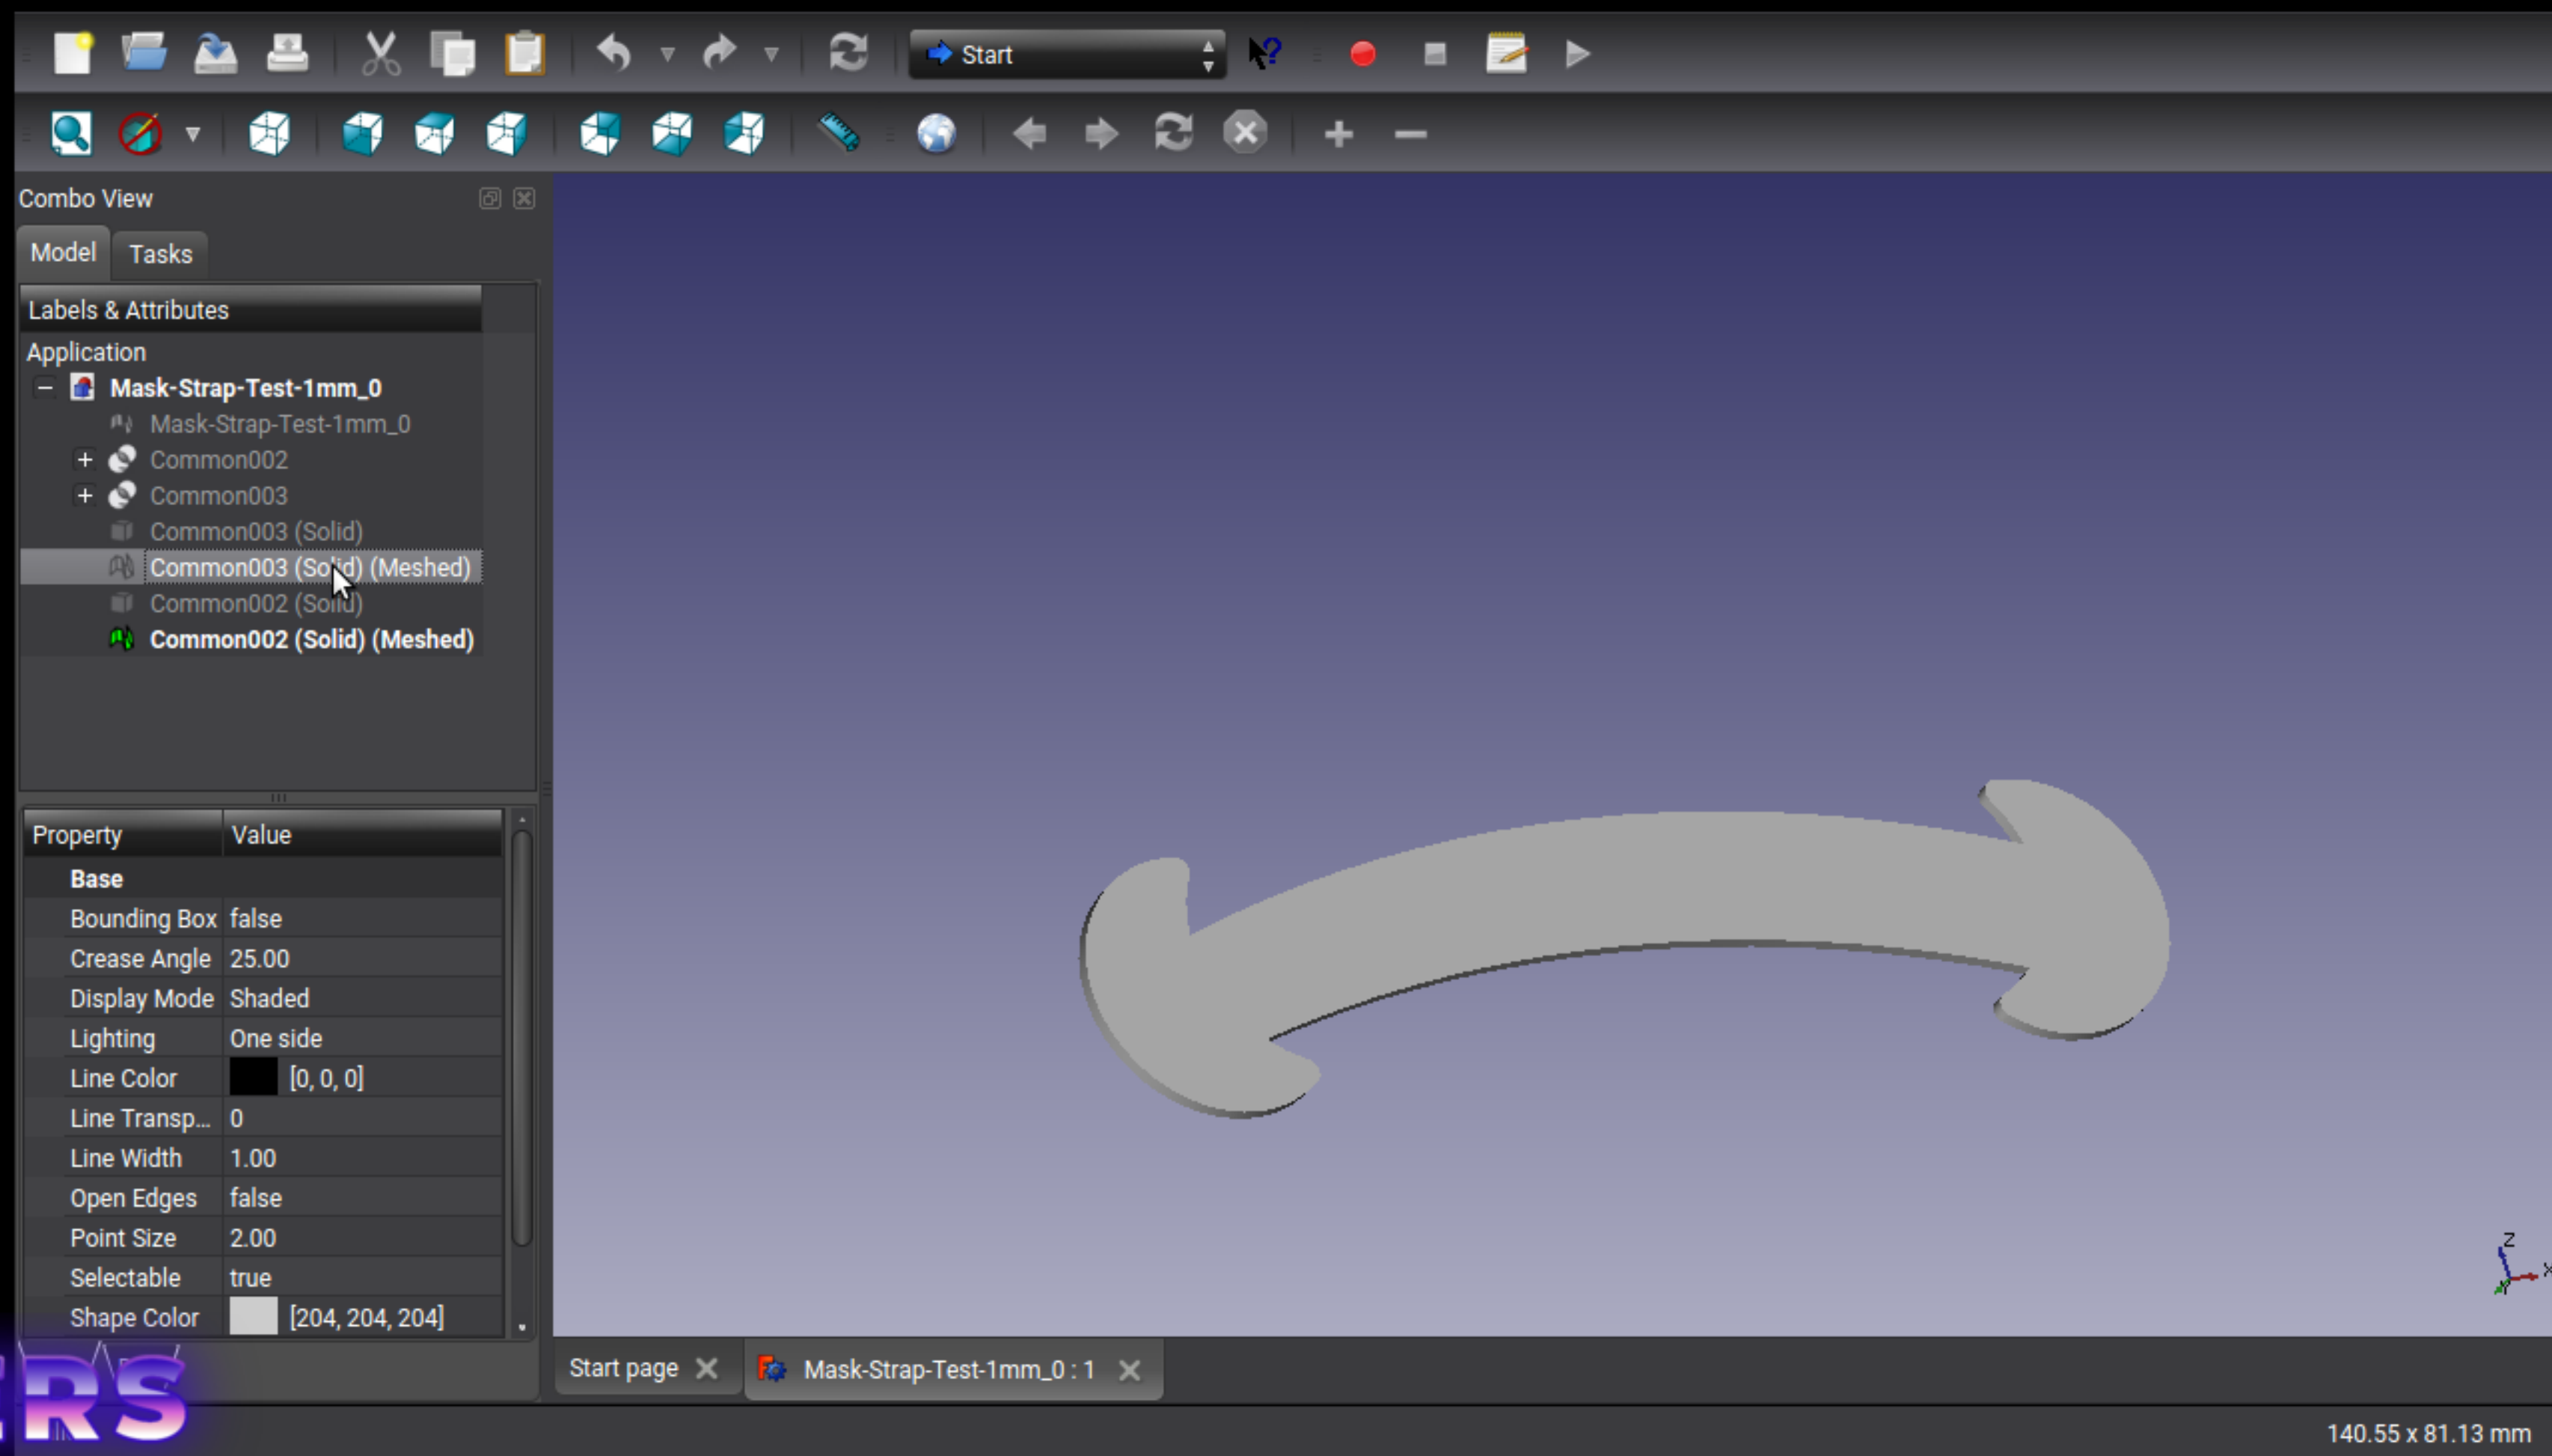 Start
Combo View
Model
Tasks
Labels & Attributes
Application
Mask-Strap-Test-1mm_0
Mask-Strap-Test-1mm_0
Common002
Common003
Common003 (Solid)
Common003 (Solid) (Meshed)
Common002 (Solid)
Common002 (Solid) (Meshed)
Property Value
Base
Bounding Box false
Crease Angle 25.00
Display Mode Shaded
Lighting One side
Line Color [0, 0, 0]
Line Transp... 0
Line Width 1.00
Open Edges false
Point Size 2.00
Selectable true
Shape Color [204, 204, 204]
Z
X
Y
ERS
Start page
Mask-Strap-Test-1mm_0 : 1
140.55 x 81.13 mm